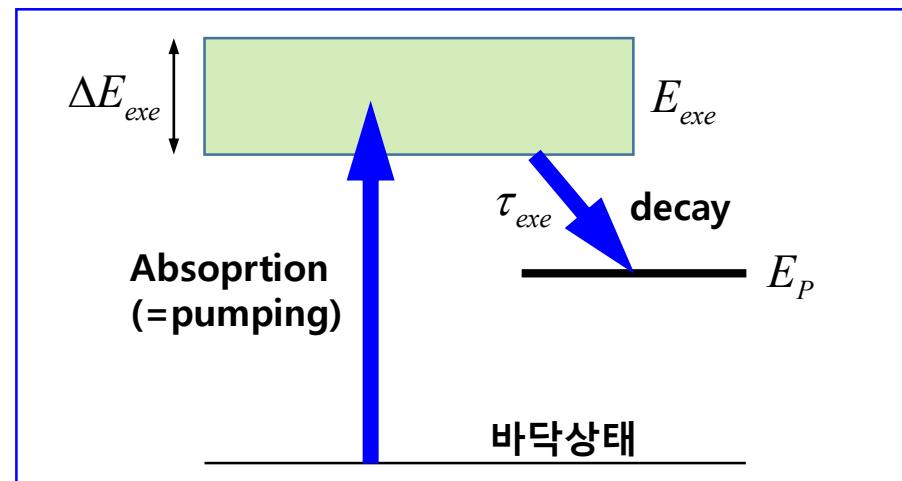 ΔE_exe
E_exe
τ_exe decay
Absoprtion
(=pumping)
E_P
바닥상태